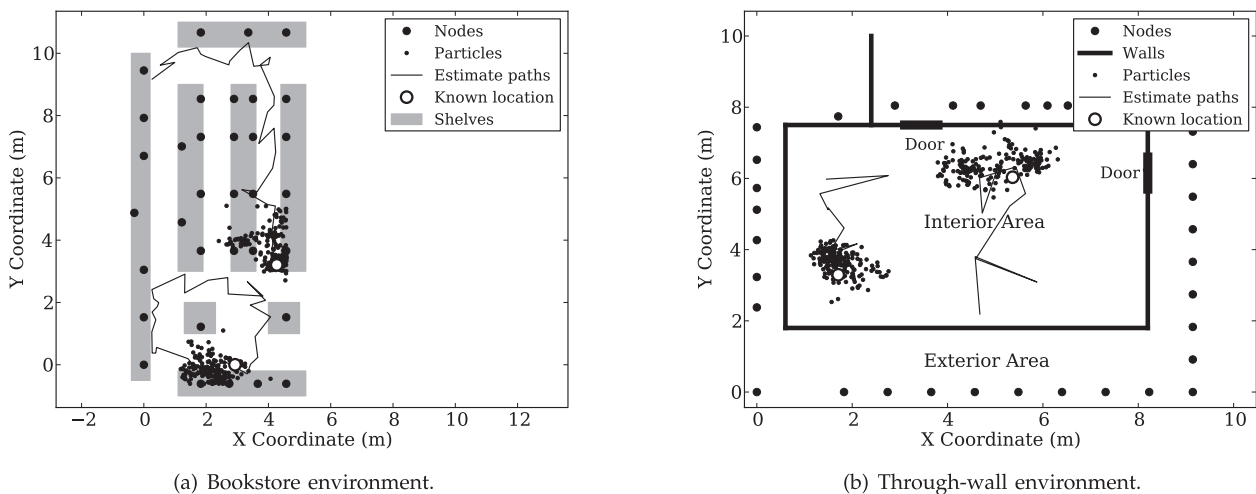 Nodes
Particles
Estimate paths
Known location
Shelves
10
8
6
4
2
0
Y Coordinate (m)
−2 0 2 4 6 8 10 12
X Coordinate (m)
(a) Bookstore environment.
Nodes
Walls
Particles
Estimate paths
Known location
10
8
6
4
2
0
Y Coordinate (m)
Door
Door
Interior Area
Exterior Area
0 2 4 6 8 10
X Coordinate (m)
(b) Through-wall environment.